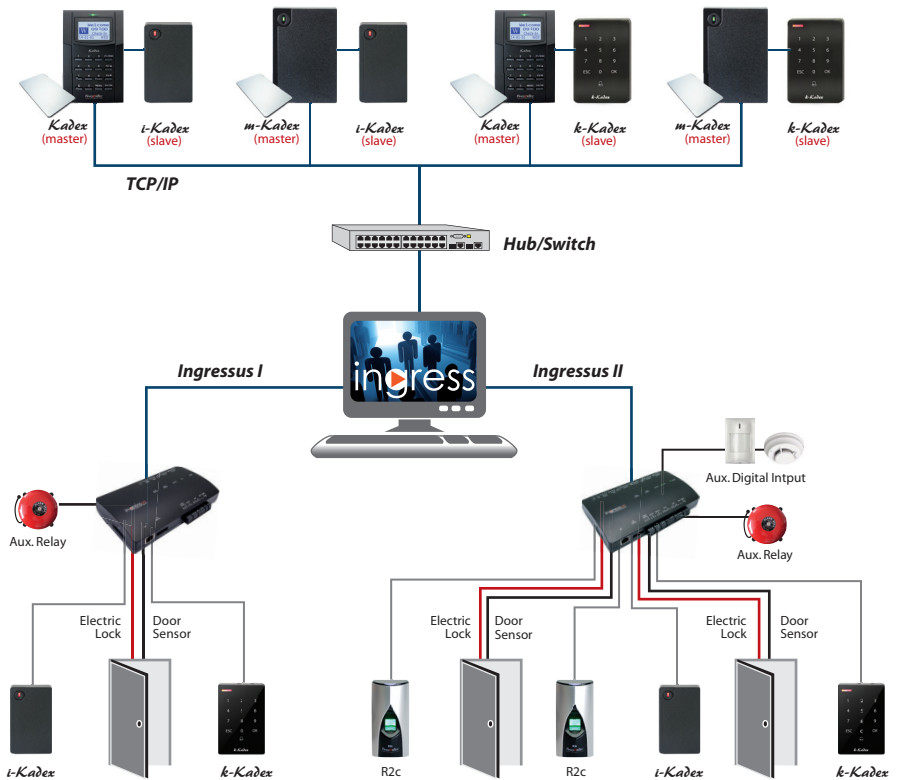 Kadex
(master)
i-Kadex
(slave)
m-Kadex
(master)
i-Kadex
(slave)
Kadex
(master)
k-Kadex
(slave)
m-Kadex
(master)
k-Kadex
(slave)
TCP/IP
Hub/Switch
Ingressus I
ingress
Ingressus II
Aux. Digital Intput
Aux. Relay
Aux. Relay
Electric
Lock
Door
Sensor
Electric
Lock
Door
Sensor
Electric
Lock
Door
Sensor
i-Kadex
k-Kadex
R2c
R2c
i-Kadex
k-Kadex